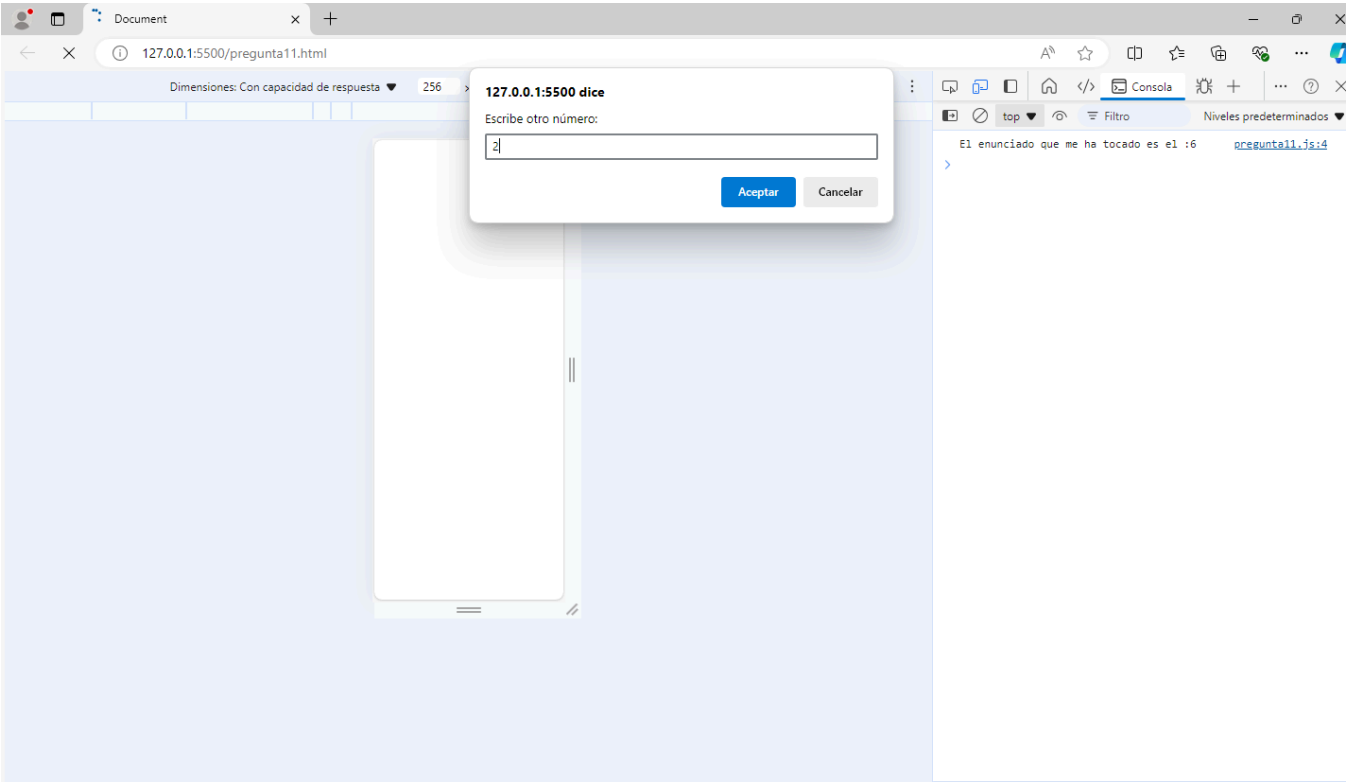 Document
127.0.0.1:5500/pregunta11.html
Dimensiones: Con capacidad de respuesta
256
127.0.0.1:5500 dice
Escribe otro número:
2
Aceptar
Cancelar
Consola
top
Filtro
Niveles predeterminados
El enunciado que me ha tocado es el :6
pregunta11.js:4